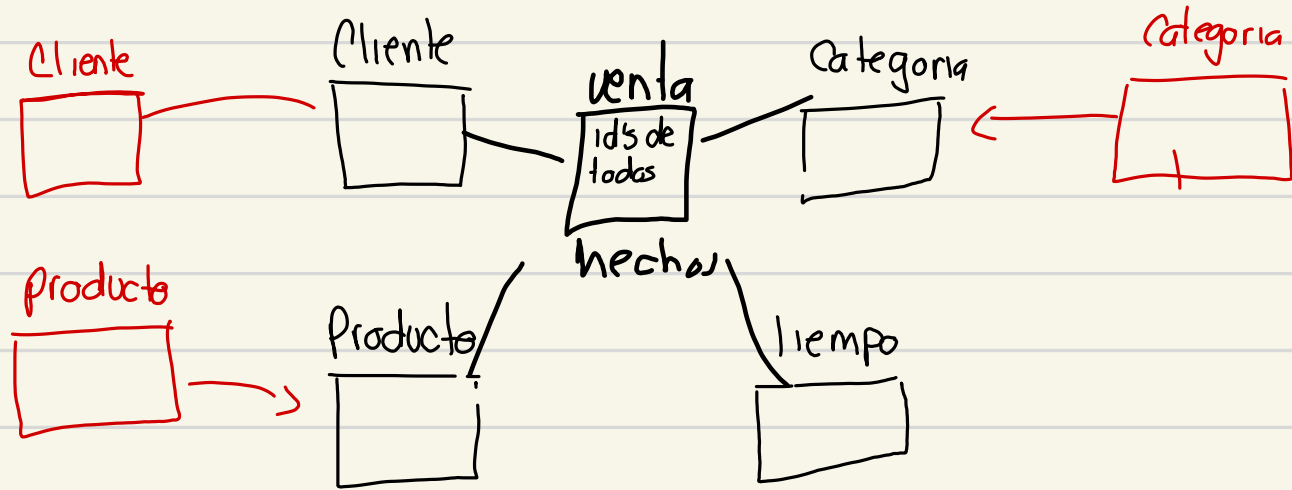 Cliente
Cliente
venta
Categoria
Categoria
id's de
todas
hechos
producto
Producto
Tiempo